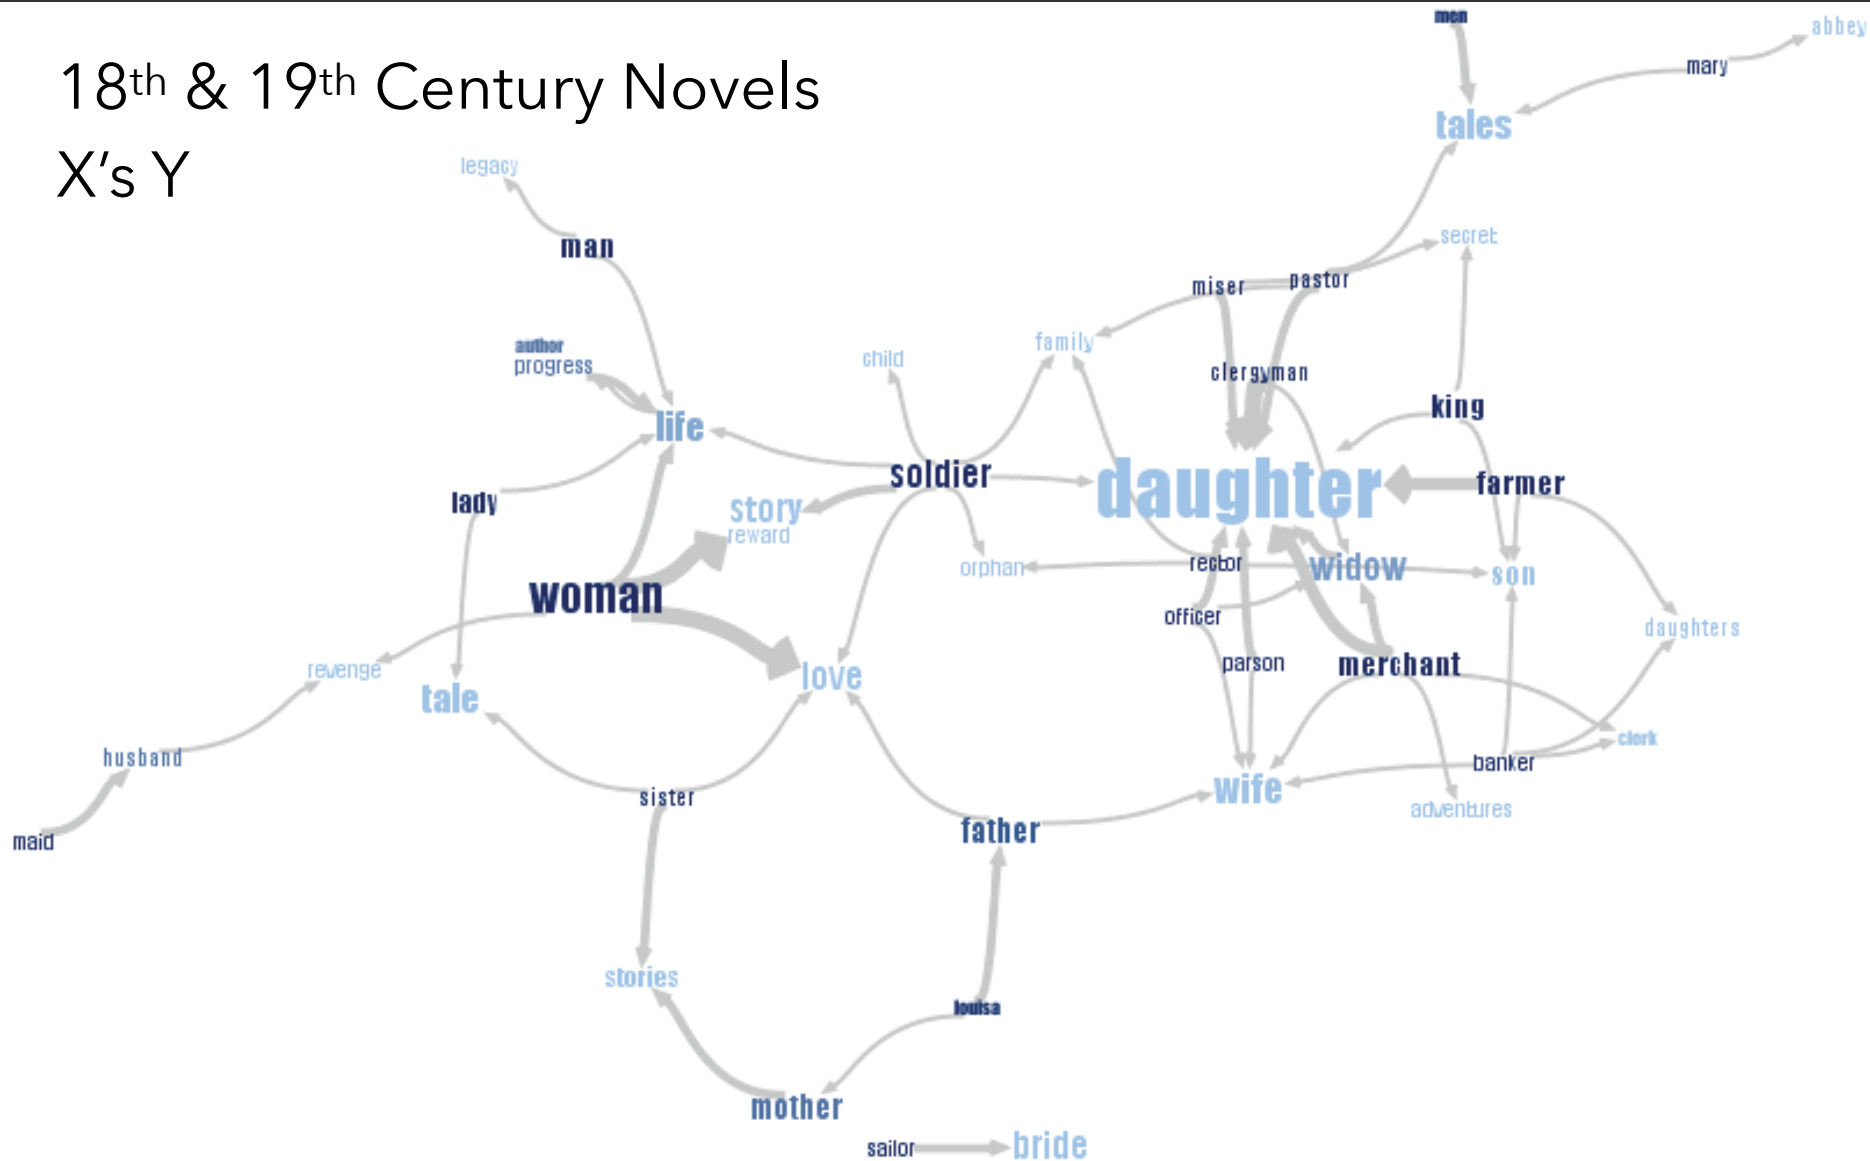 18th & 19th Century Novels
X's Y
men
abbey
mary
tales
legacy
secret
man
miser
pastor
family
author
child
progress
clergyman
king
life
soldier
daughter
farmer
lady
story
reward
orphan
rector
widow
son
woman
officer
daughters
revenge
parson
merchant
love
tale
clerk
husband
banker
wife
sister
adventures
father
maid
stories
louisa
mother
sailor
bride